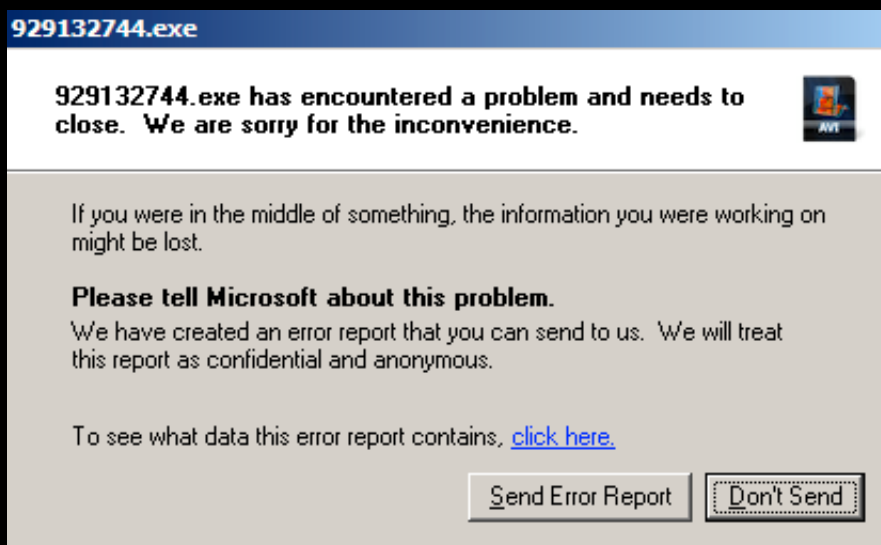 929132744.exe
929132744.exe has encountered a problem and needs to
close.  We are sorry for the inconvenience.
AVI
If you were in the middle of something, the information you were working on
might be lost.
Please tell Microsoft about this problem.
We have created an error report that you can send to us.  We will treat
this report as confidential and anonymous.
To see what data this error report contains, click here.
Send Error Report
Don't Send